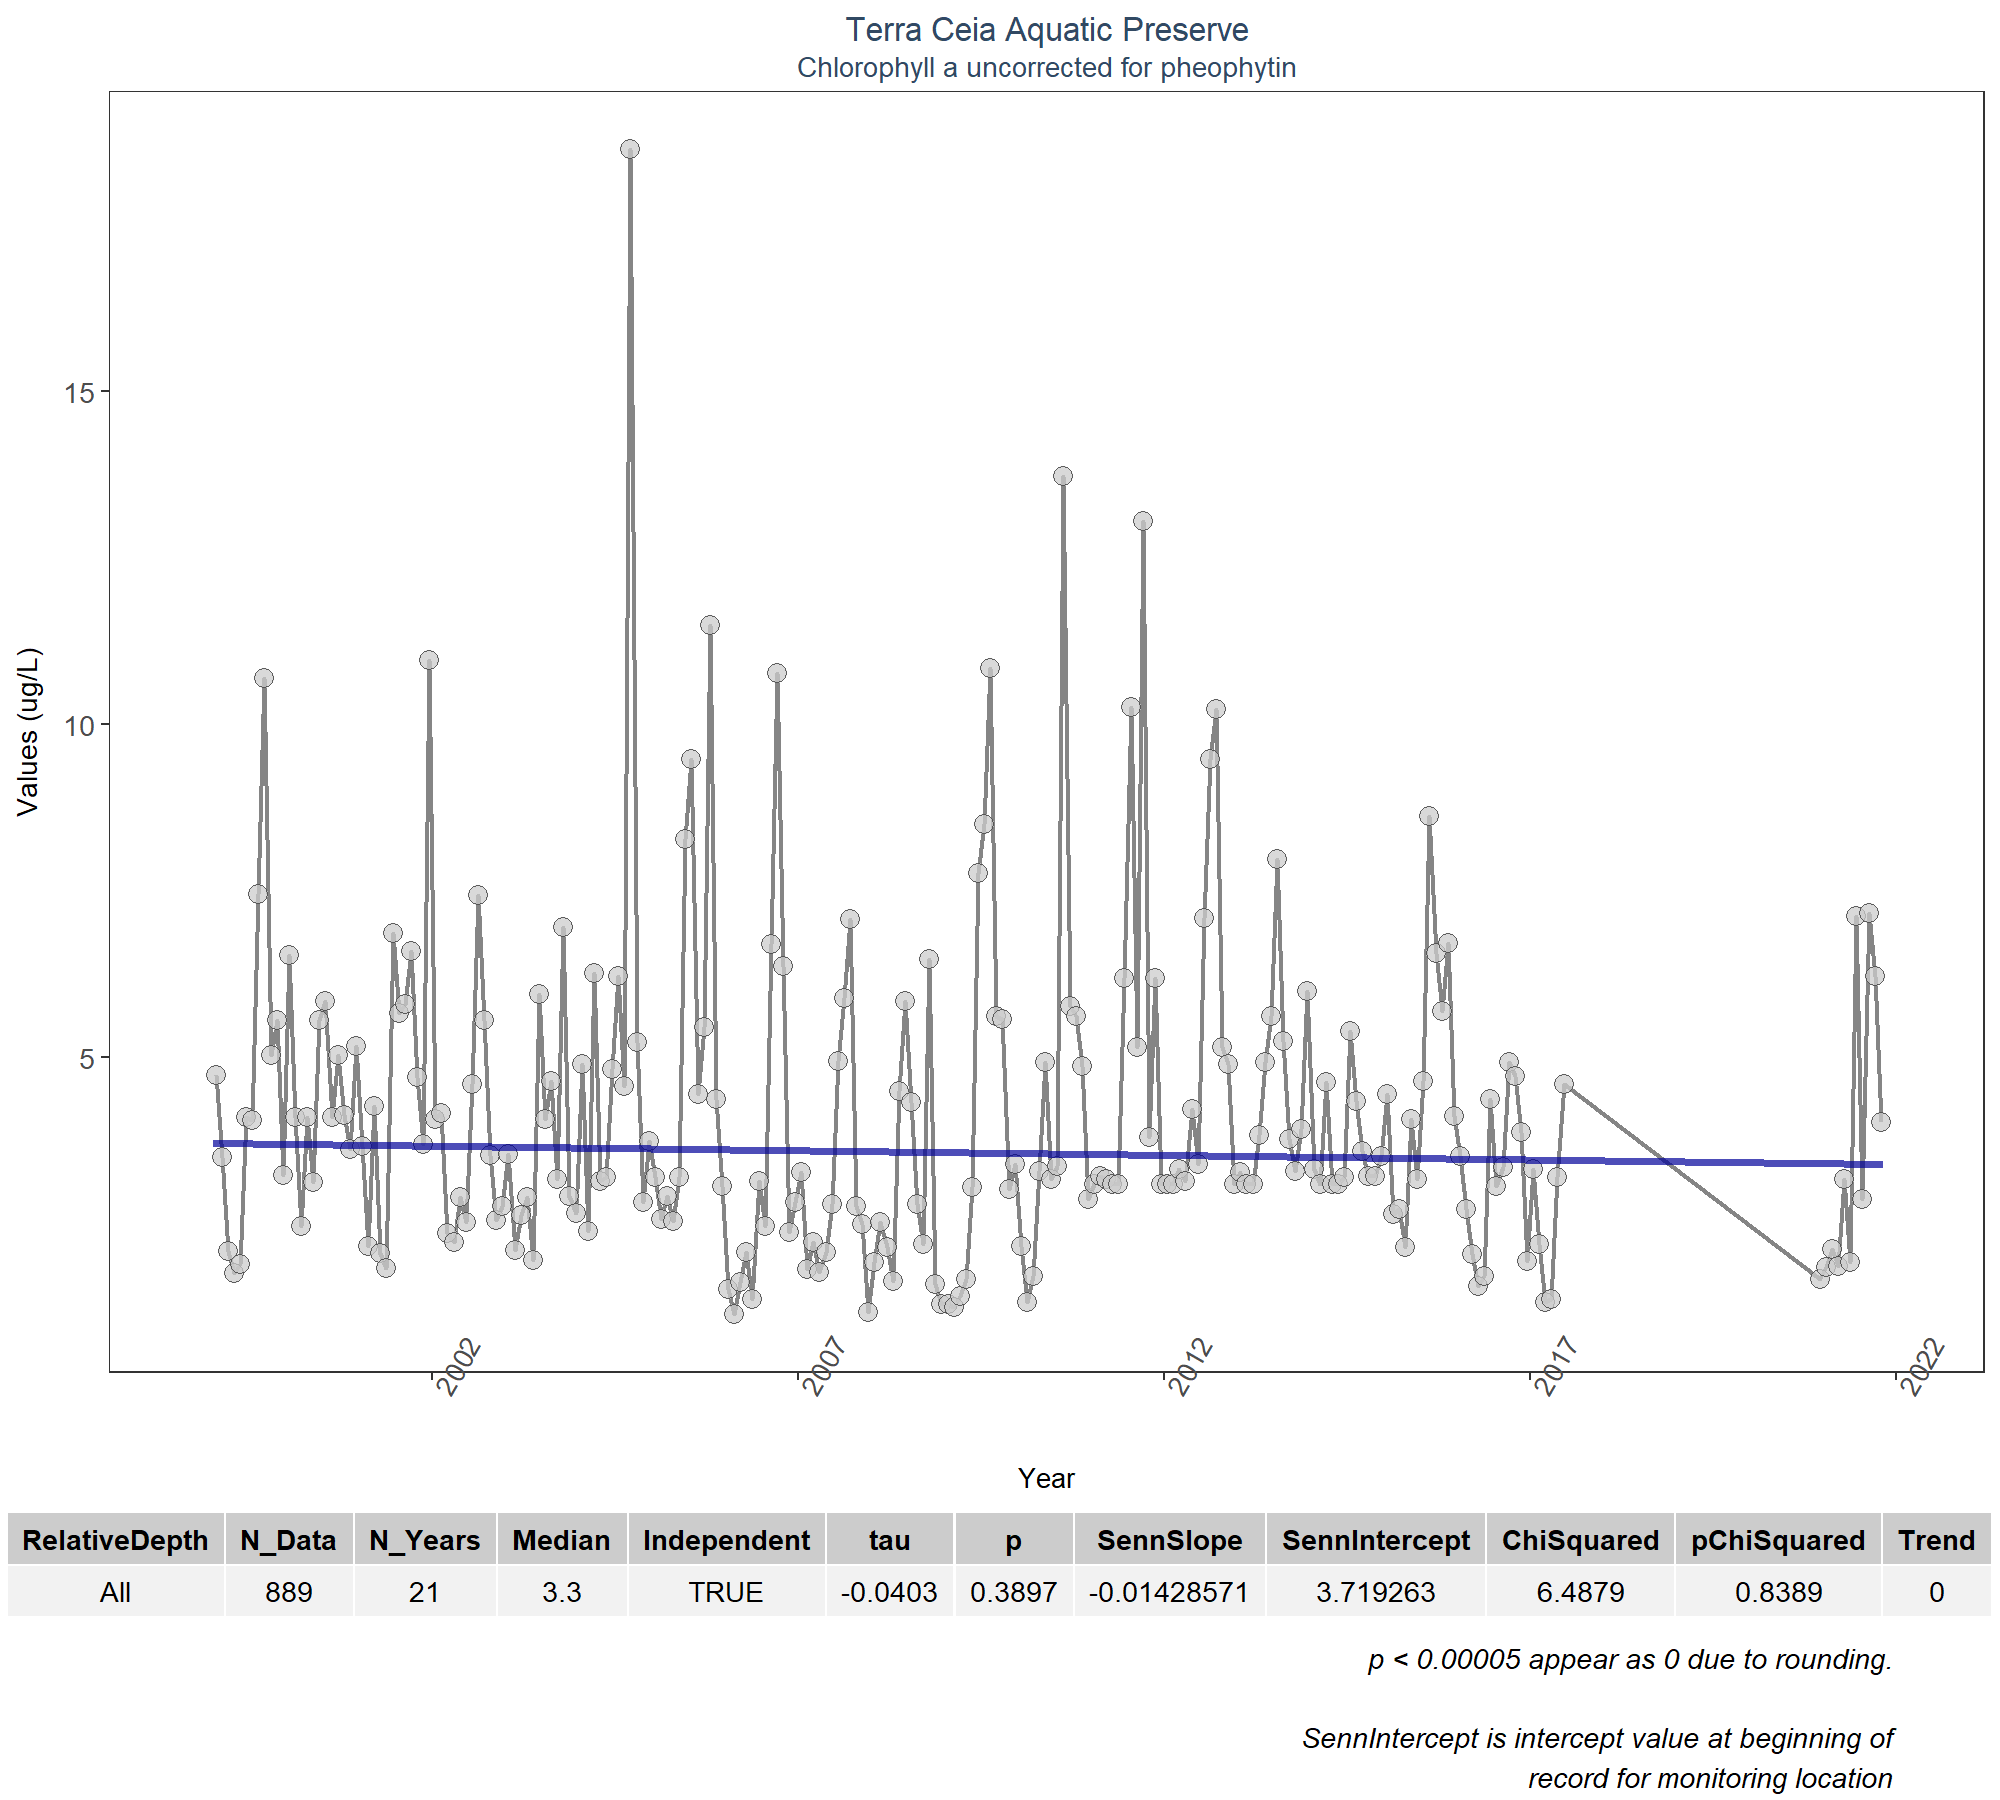 Terra Ceia Aquatic Preserve
Chlorophyll a uncorrected for pheophytin
Values (ug/L)
15
10
5
2002 2007 2012 2017 2022
Year
RelativeDepth N_Data N_Years Median Independent tau p SennSlope SennIntercept ChiSquared pChiSquared Trend
All 889 21 3.3 TRUE -0.0403 0.3897 -0.01428571 3.719263 6.4879 0.8389 0
p < 0.00005 appear as 0 due to rounding.
SennIntercept is intercept value at beginning of
record for monitoring location